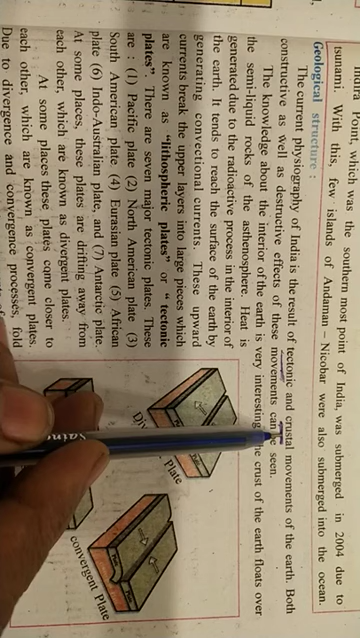 Point, which was the southern most point of India, was submerged in 2004 due to
tsunami. With this, few islands of Andaman - Nicobar were also submerged into the ocean.
Geological structure :
The current physiography of India is the result of tectonic and crustal movements of the earth. Both
constructive as well as destructive effects of these movements can be seen.
The knowledge about the interior of the earth is very interesting. The crust of the earth floats over
the semi-liquid rocks of the asthenosphere. Heat is
generated due to the radioactive process in the interior of
the earth. It tends to reach the surface of the earth by
generating convectional currents. These upward
currents break the upper layers into large pieces which
are known as "lithospheric plates" or "tectonic
plates". There are seven major tectonic plates. These
are : (1) Pacific plate (2) North American plate (3)
South American plate (4) Eurasian plate (5) African
plate (6) Indo-Australian plate, and (7) Antarctic plate.
At some places, these plates are drifting away from
each other, which are known as divergent plates.
At some places these plates come closer to
each other, which are known as convergent plates.
Due to divergence and convergence processes, fold
Plate
convergent Plate